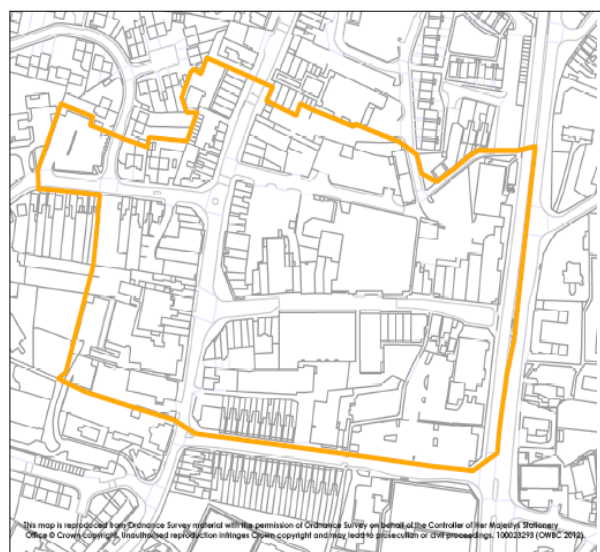 This map is reproduced from Ordnance Survey material with the permission of Ordnance Survey on behalf of the Controller of Her Majesty's Stationery
Office © Crown copyright. Unauthorised reproduction infringes Crown copyright and may lead to prosecution or civil proceedings. 100023293 (OWBC 2012).